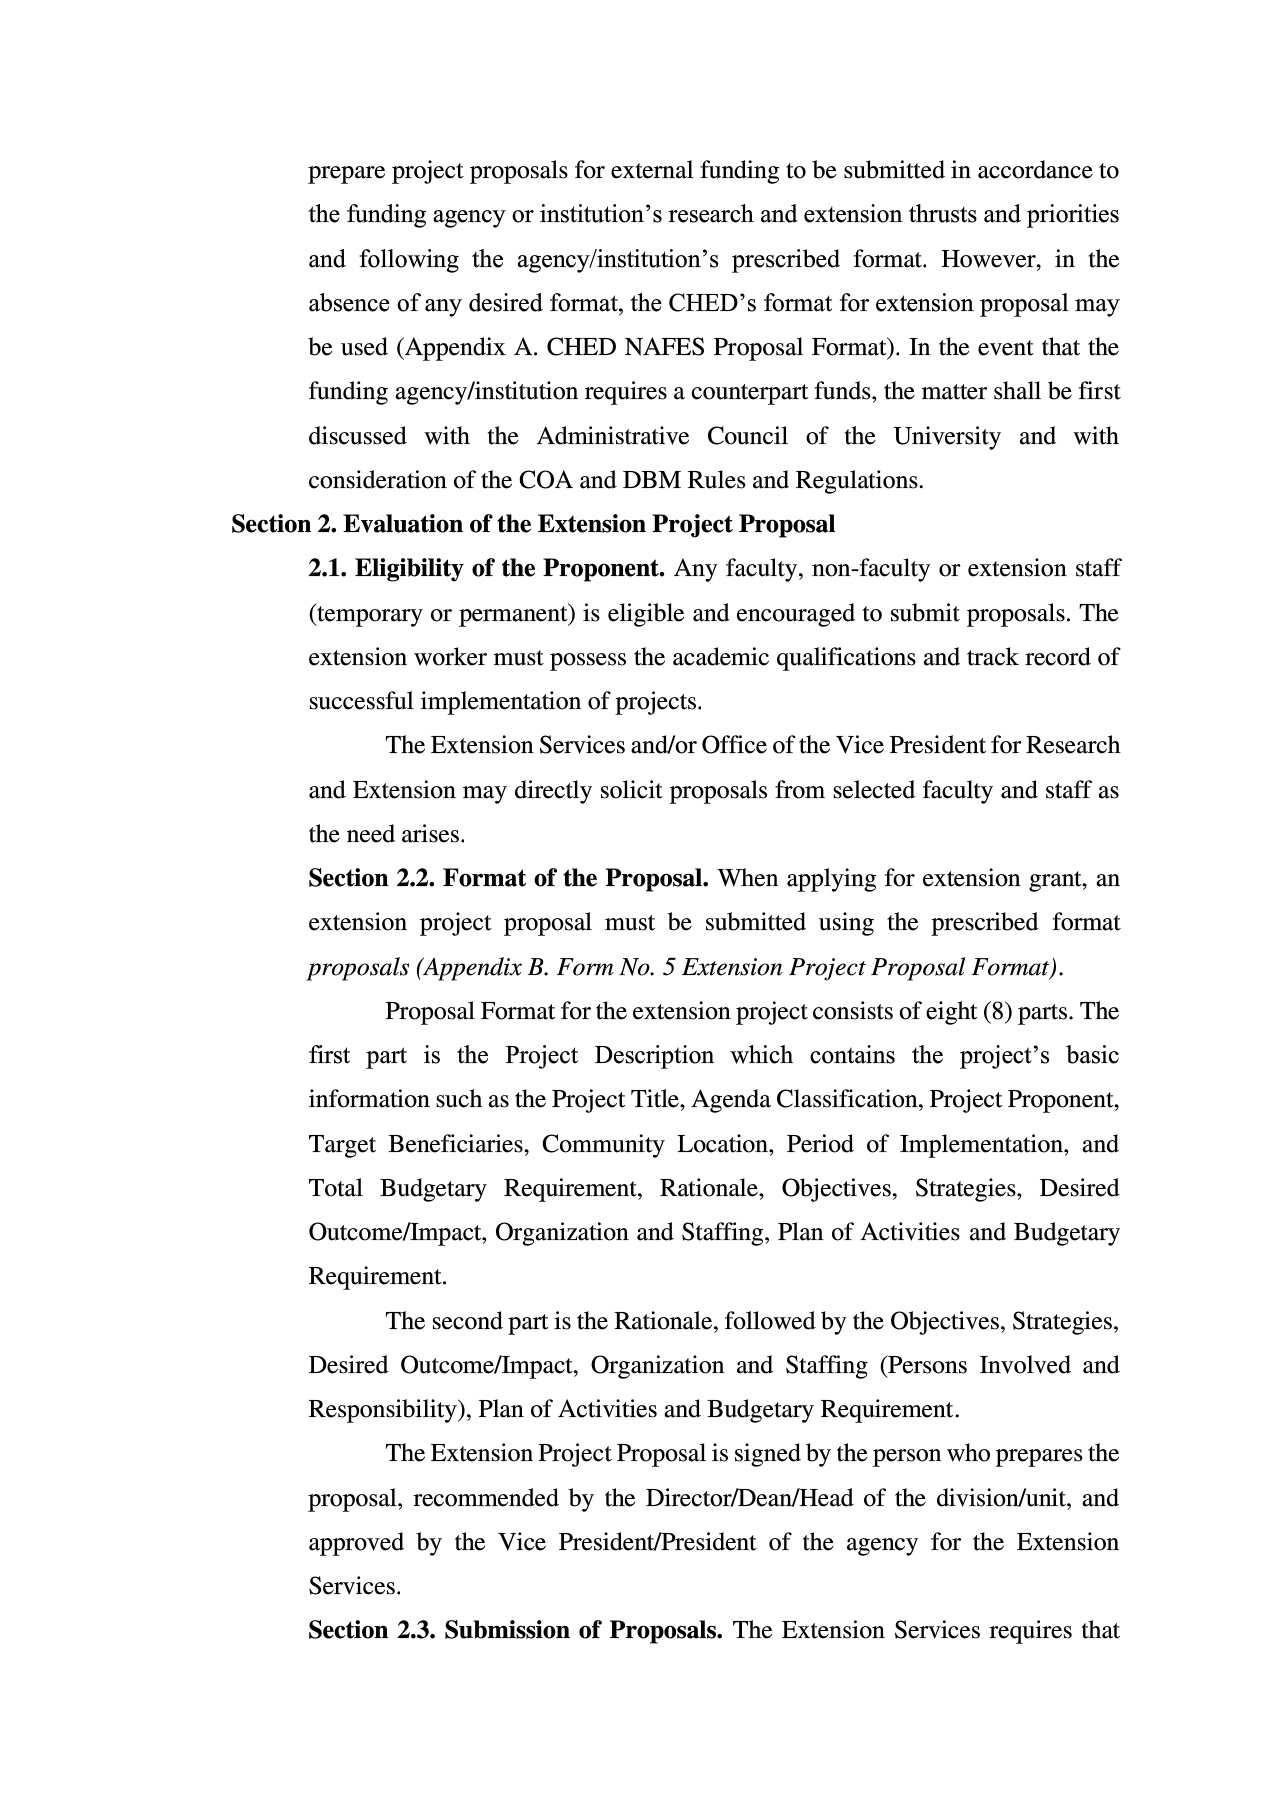 prepare project proposals for external funding to be submitted in accordance to
the funding agency or institution’s research and extension thrusts and priorities
and following the agency/institution’s prescribed format. However, in the
absence of any desired format, the CHED’s format for extension proposal may
be used (Appendix A. CHED NAFES Proposal Format). In the event that the
funding agency/institution requires a counterpart funds, the matter shall be first
discussed with the Administrative Council of the University and with
consideration of the COA and DBM Rules and Regulations.
Section 2. Evaluation of the Extension Project Proposal
2.1. Eligibility of the Proponent. Any faculty, non-faculty or extension staff
(temporary or permanent) is eligible and encouraged to submit proposals. The
extension worker must possess the academic qualifications and track record of
successful implementation of projects.
The Extension Services and/or Office of the Vice President for Research
and Extension may directly solicit proposals from selected faculty and staff as
the need arises.
Section 2.2. Format of the Proposal. When applying for extension grant, an
extension project proposal must be submitted using the prescribed format
proposals (Appendix B. Form No. 5 Extension Project Proposal Format).
Proposal Format for the extension project consists of eight (8) parts. The
first part is the Project Description which contains the project’s basic
information such as the Project Title, Agenda Classification, Project Proponent,
Target Beneficiaries, Community Location, Period of Implementation, and
Total Budgetary Requirement, Rationale, Objectives, Strategies, Desired
Outcome/Impact, Organization and Staffing, Plan of Activities and Budgetary
Requirement.
The second part is the Rationale, followed by the Objectives, Strategies,
Desired Outcome/Impact, Organization and Staffing (Persons Involved and
Responsibility), Plan of Activities and Budgetary Requirement.
The Extension Project Proposal is signed by the person who prepares the
proposal, recommended by the Director/Dean/Head of the division/unit, and
approved by the Vice President/President of the agency for the Extension
Services.
Section 2.3. Submission of Proposals. The Extension Services requires that